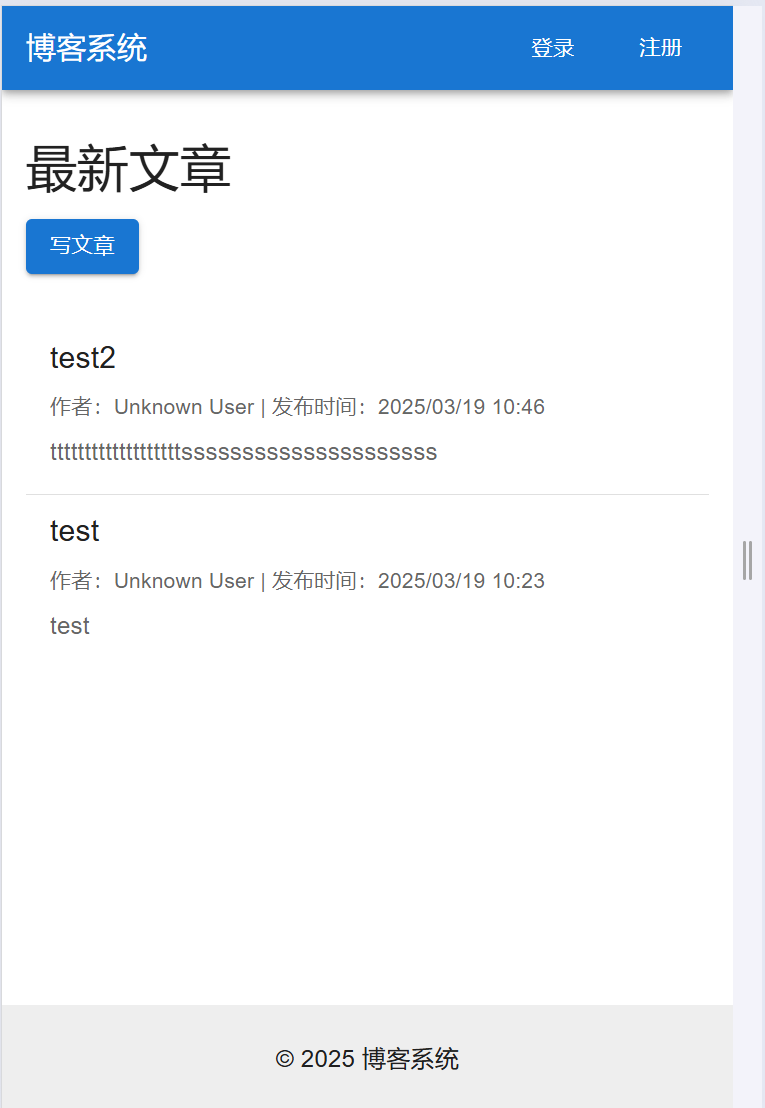 博客系统
登录
注册
最新文章
写文章
test2
作者：Unknown User | 发布时间：2025/03/19 10:46
ttttttttttttttttttttsssssssssssssssssssss
test
作者：Unknown User | 发布时间：2025/03/19 10:23
test
© 2025 博客系统